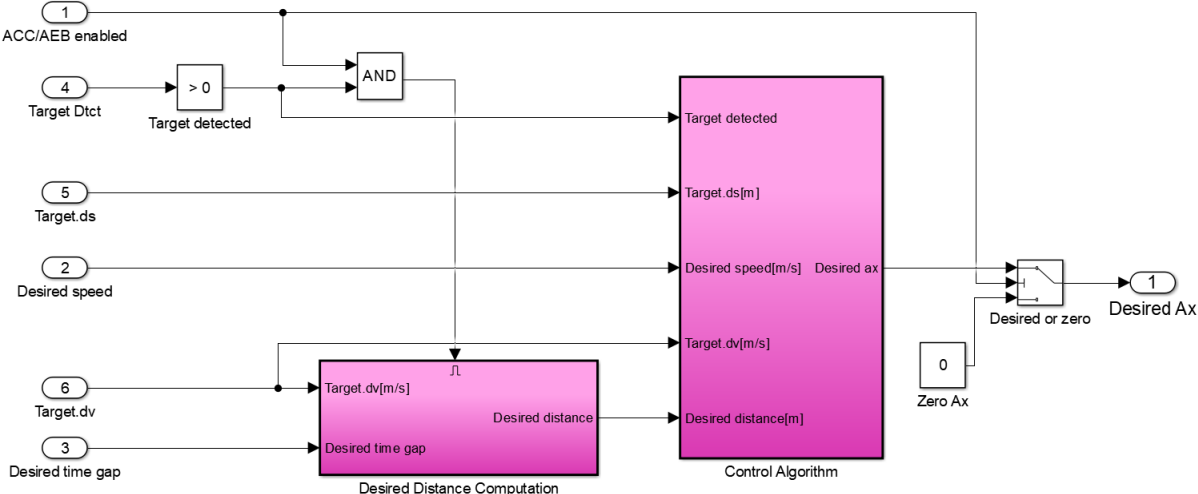 1
ACC/AEB enabled
4
Target Dtct
> 0
Target detected
AND
5
Target.ds
2
Desired speed
6
Target.dv
3
Desired time gap
Target.dv[m/s]
Desired time gap
Desired distance
Desired Distance Computation
Target detected
Target.ds[m]
Desired speed[m/s]
Desired ax
Target.dv[m/s]
Desired distance[m]
Control Algorithm
0
Zero Ax
Desired or zero
1
Desired Ax